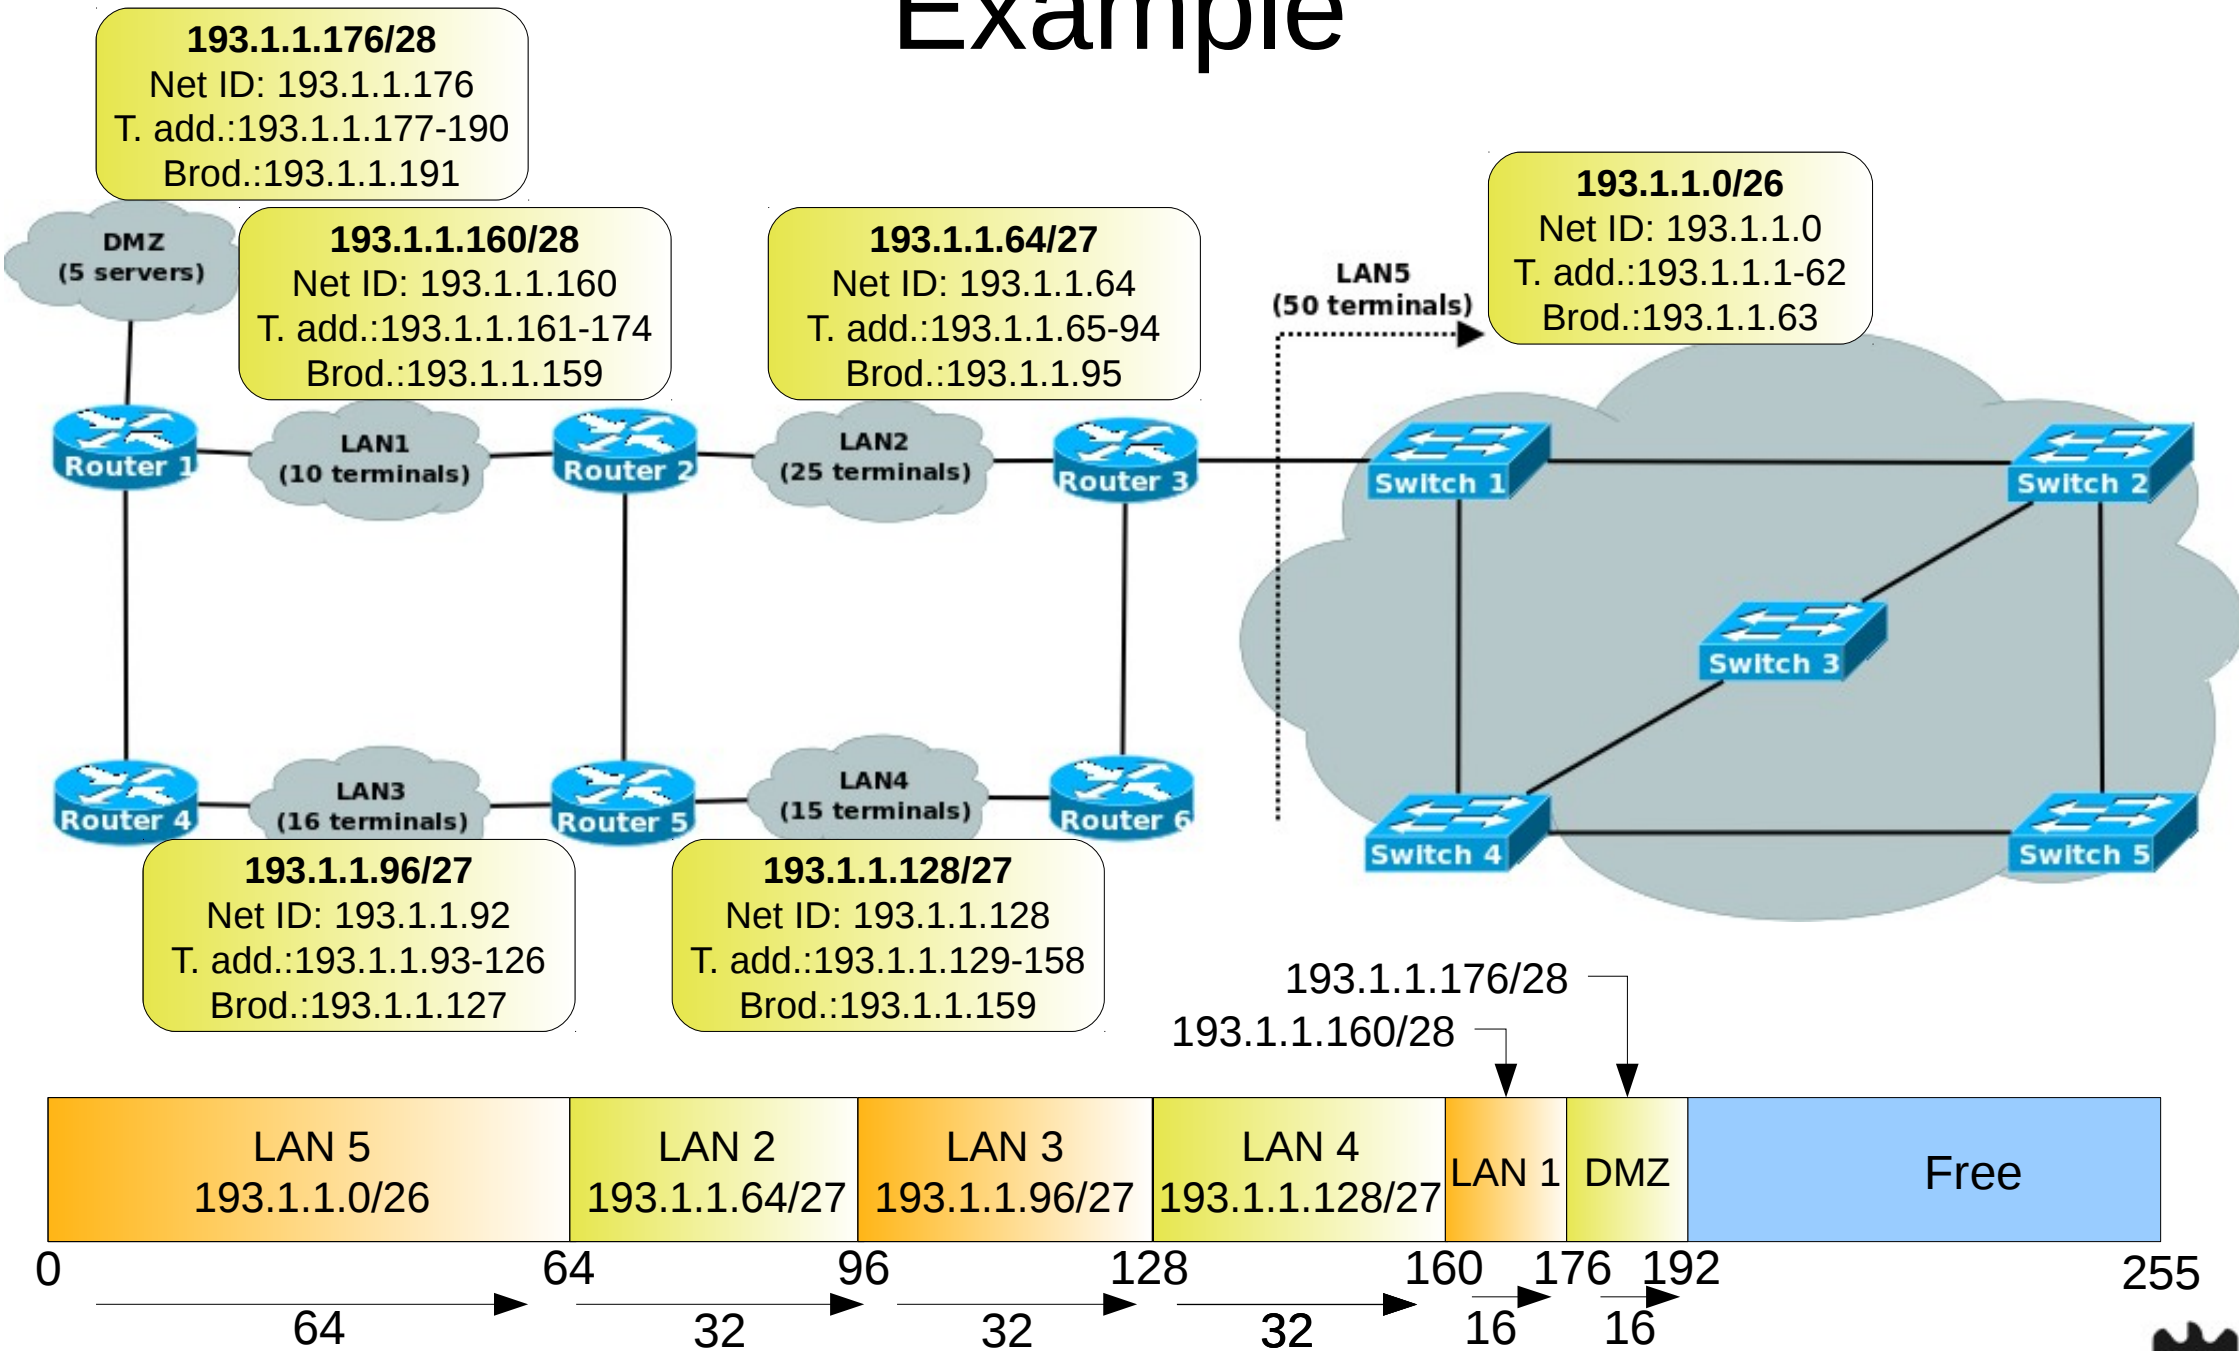 Example
193.1.1.176/28
Net ID: 193.1.1.176
T. add.:193.1.1.177-190
Brod.:193.1.1.191
DMZ
(5 servers)
193.1.1.160/28
Net ID: 193.1.1.160
T. add.:193.1.1.161-174
Brod.:193.1.1.159
193.1.1.64/27
Net ID: 193.1.1.64
T. add.:193.1.1.65-94
Brod.:193.1.1.95
LAN5
(50 terminals)
193.1.1.0/26
Net ID: 193.1.1.0
T. add.:193.1.1.1-62
Brod.:193.1.1.63
Router 1
LAN1
(10 terminals)
Router 2
LAN2
(25 terminals)
Router 3
Switch 1
Switch 2
Switch 3
Router 4
LAN3
(16 terminals)
Router 5
LAN4
(15 terminals)
Router 6
Switch 4
Switch 5
193.1.1.96/27
Net ID: 193.1.1.92
T. add.:193.1.1.93-126
Brod.:193.1.1.127
193.1.1.128/27
Net ID: 193.1.1.128
T. add.:193.1.1.129-158
Brod.:193.1.1.159
193.1.1.176/28
193.1.1.160/28
LAN 5
193.1.1.0/26
LAN 2
193.1.1.64/27
LAN 3
193.1.1.96/27
LAN 4
193.1.1.128/27
LAN 1
DMZ
Free
0 64 96 128 160 176 192 255
64 32 32 32 16 16